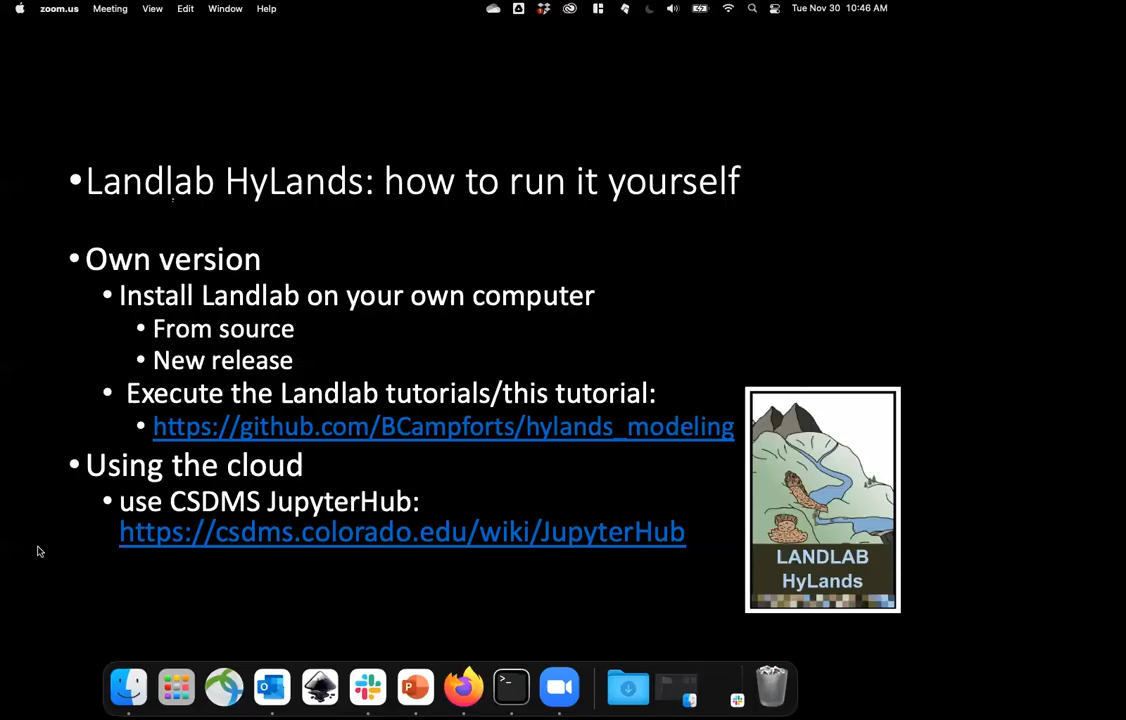 zoom.us Meeting View Edit Window Help Tue Nov 30 10:46 AM
•Landlab HyLands: how to run it yourself
•Own version
•Install Landlab on your own computer
•From source
•New release
• Execute the Landlab tutorials/this tutorial:
•https://github.com/BCampforts/hylands_modeling
•Using the cloud
•use CSDMS JupyterHub:
https://csdms.colorado.edu/wiki/JupyterHub
LANDLAB
HyLands